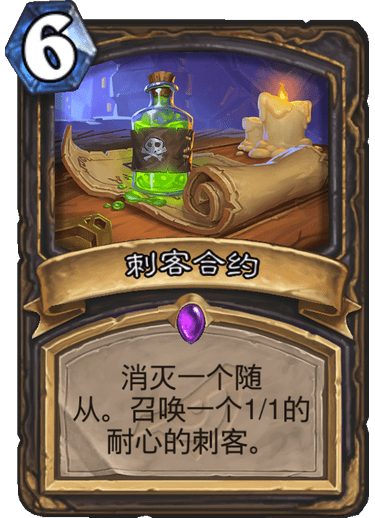 6
刺客合约
消灭一个随
从。召唤一个1/1的
耐心的刺客。